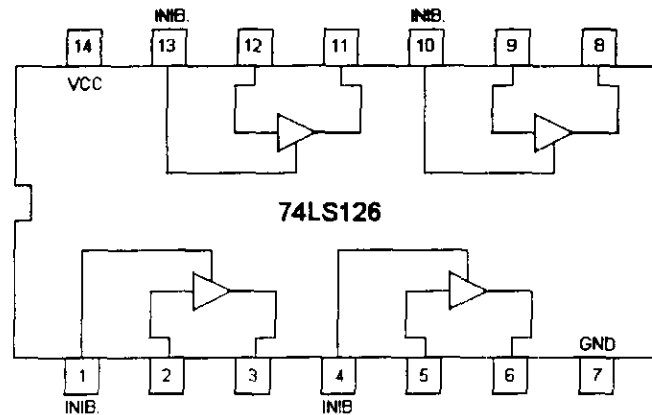 INIB. INIB.
14 13 12 11 10 9 8
VCC
74LS126
GND
1 2 3 4 5 6 7
INIB. INIB